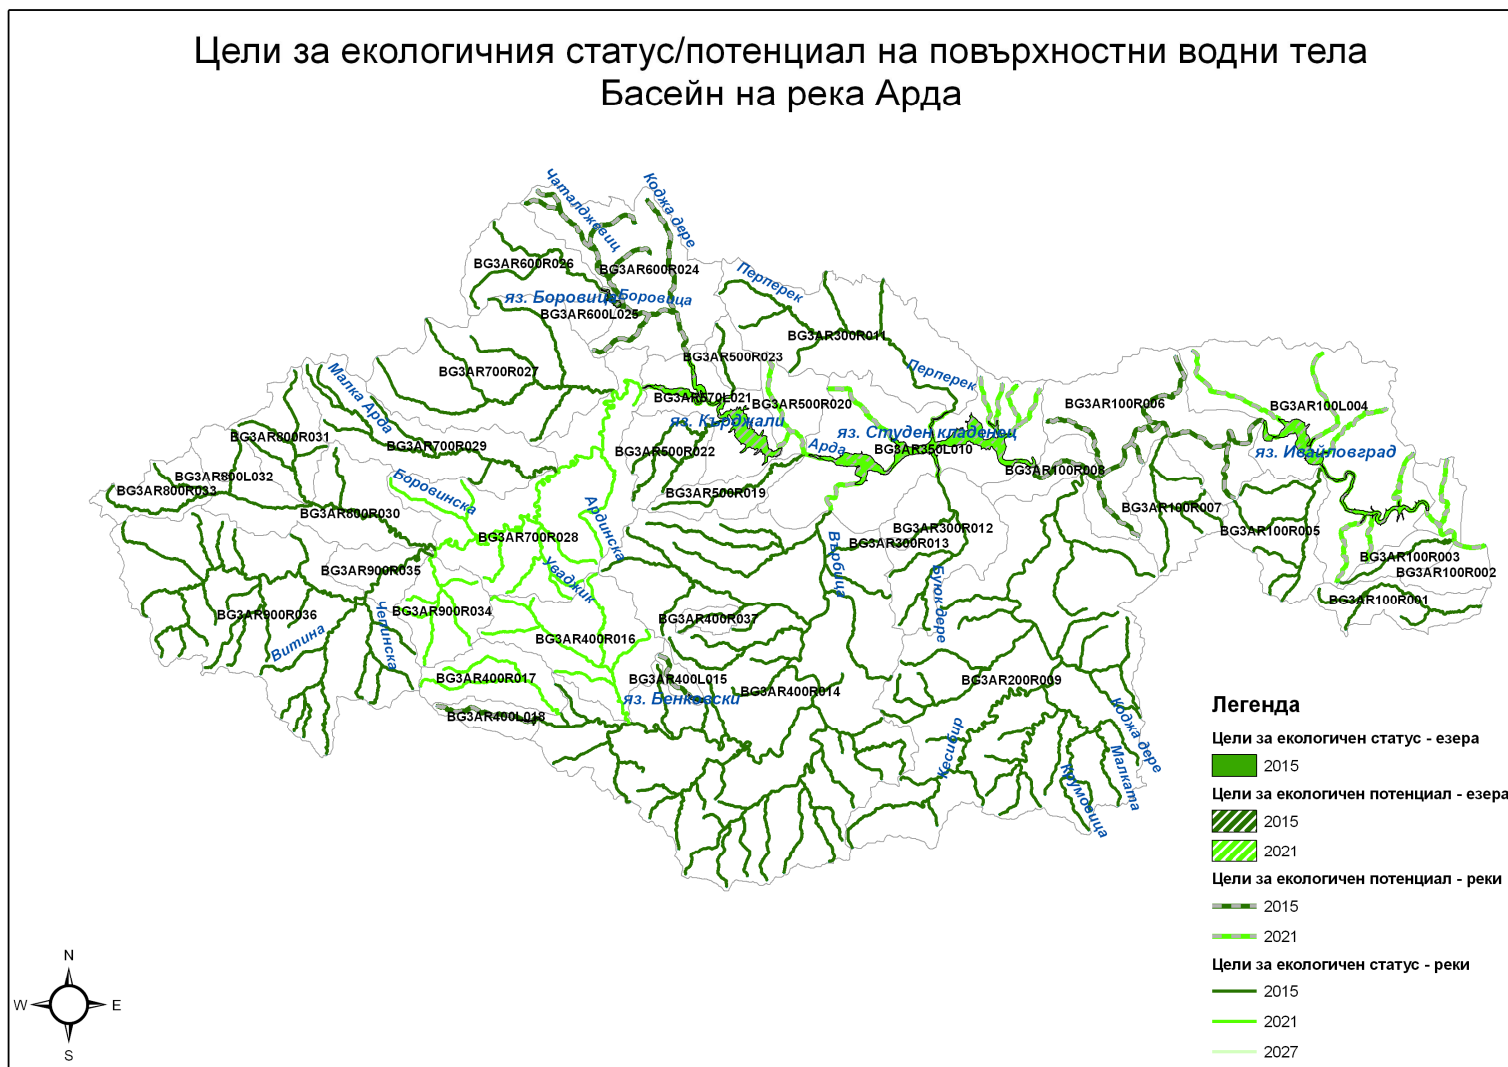 Цели за екологичния статус/потенциал на повърхностни водни тела
Басейн на река Арда
Чаталджевиц
Коджа дере
BG3AR600R026
BG3AR600R024
Перперек
яз. Боровица
Боровица
BG3AR600L025
BG3AR300R011
BG3AR500R023
Малка Арда
BG3AR700R027
Перперек
BG3AR570L021
BG3AR500R020
BG3AR100R006
BG3AR100L004
яз. Кърджали
яз. Студен кладенец
BG3AR800R031
BG3AR700R029
Арда
BG3AR350L010
BG3AR500R022
яз. Ивайловград
BG3AR100R008
BG3AR800L032
BG3AR800R033
Боровинска
BG3AR500R019
BG3AR100R007
BG3AR800R030
Ардинска
BG3AR300R012
BG3AR100R005
BG3AR700R028
BG3AR300R013
Върбица
BG3AR100R003
BG3AR900R035
Уваджик
BG3AR100R002
Буюк дере
BG3AR100R001
BG3AR900R036
BG3AR900R034
BG3AR400R037
Витина
Чепинска
BG3AR400R016
BG3AR400R017
BG3AR400L015
BG3AR400R014
BG3AR200R009
яз. Бенковски
BG3AR400L018
Кесибир
Коджа дере
Малката
Крумовица
Легенда
Цели за екологичен статус - езера
2015
Цели за екологичен потенциал - езера
2015
2021
Цели за екологичен потенциал - реки
2015
2021
Цели за екологичен статус - реки
2015
2021
2027
N
W
E
S